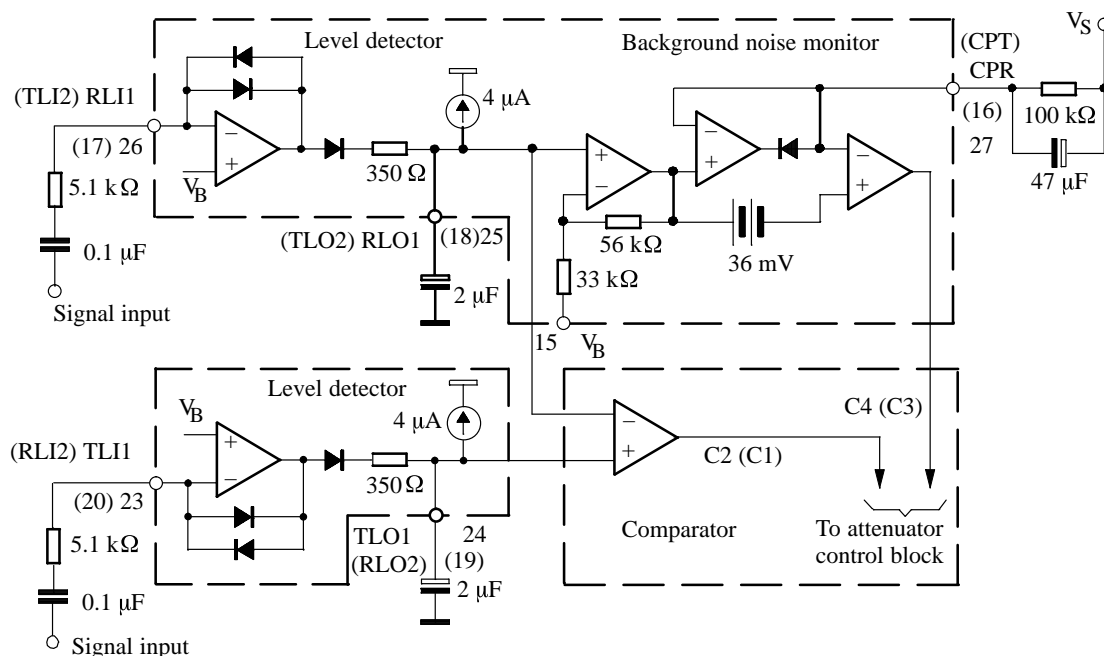 Level detector
Background noise monitor
V_S
(CPT)
CPR
(TLI2) RLI1
4 µA
(16)
100 kΩ
(17) 26
27
V_B
350 Ω
47 µF
5.1 kΩ
(TLO2) RLO1
(18)25
56 kΩ
36 mV
0.1 µF
2 µF
33 kΩ
Signal input
15
V_B
Level detector
V_B
4 µA
C4 (C3)
(RLI2) TLI1
C2 (C1)
(20) 23
350 Ω
5.1 kΩ
TLO1
24
Comparator
To attenuator
(RLO2)
(19)
control block
0.1 µF
2 µF
Signal input